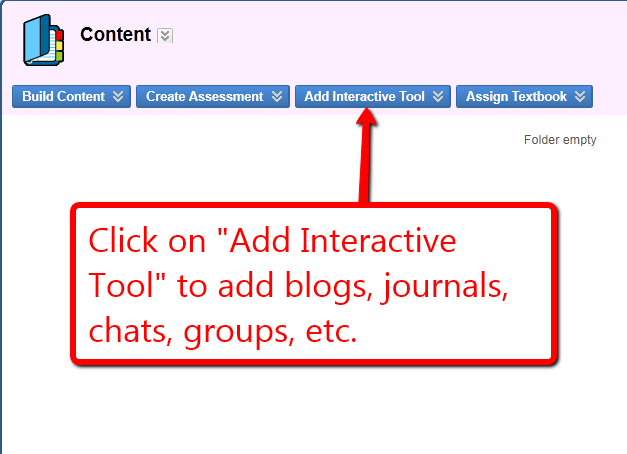 Content
Build Content
Create Assessment
Add Interactive Tool
Assign Textbook
Folder empty
Click on "Add Interactive
Tool" to add blogs, journals,
chats, groups, etc.